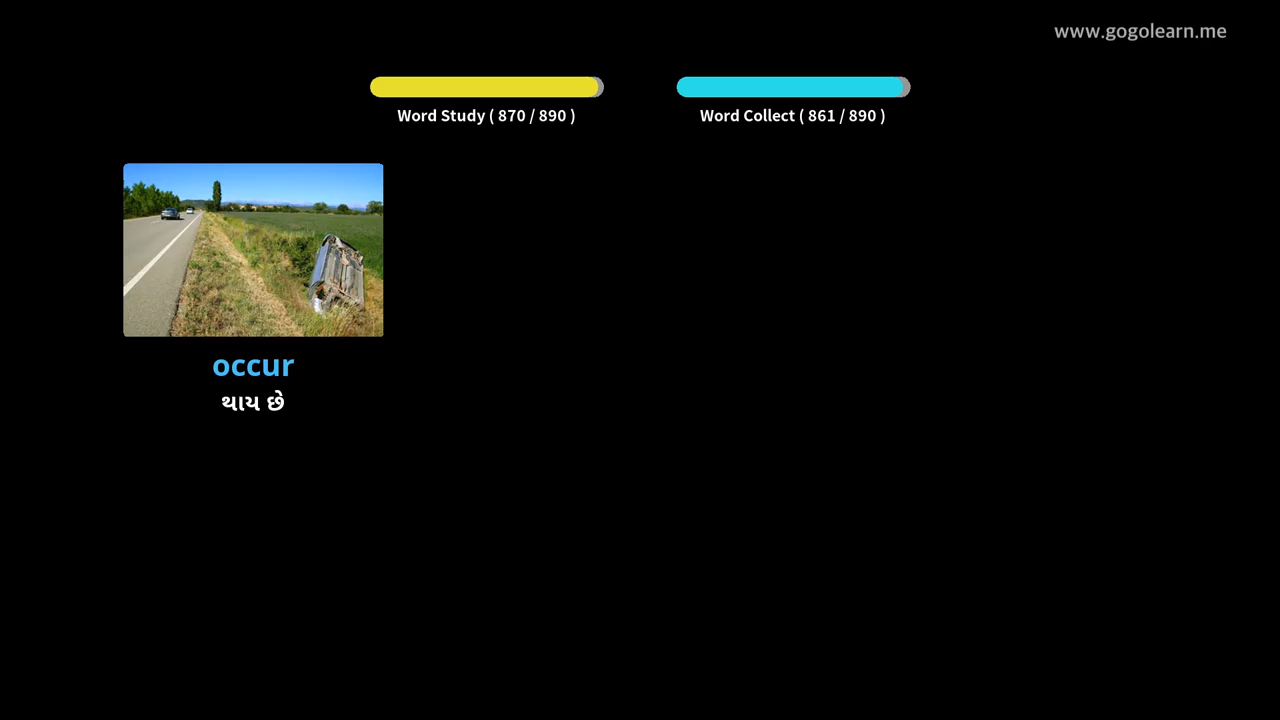 www.gogolearn.me
Word Study ( 870 / 890 )
Word Collect ( 861 / 890 )
occur
થાય છે